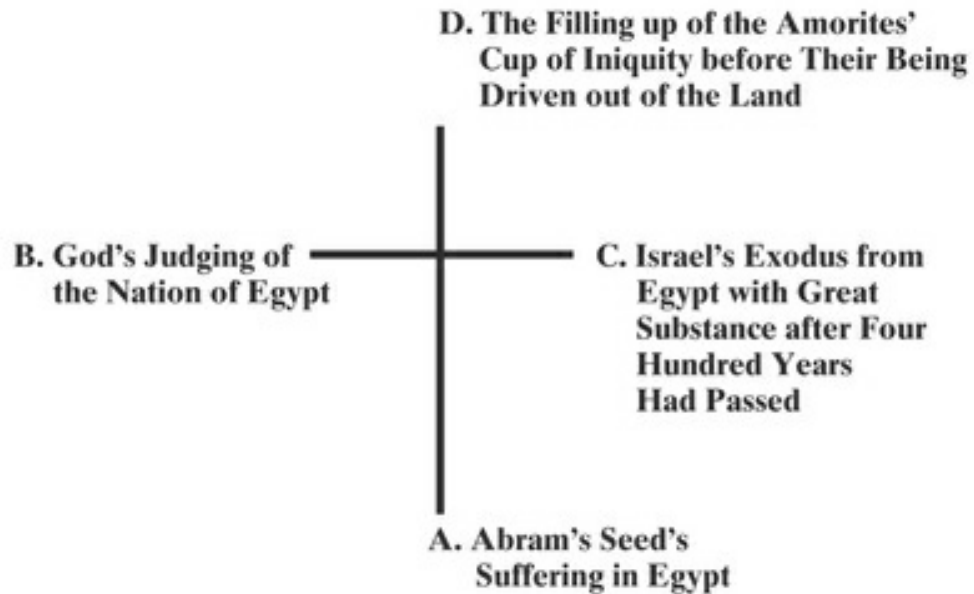 D. The Filling up of the Amorites’
Cup of Iniquity before Their Being
Driven out of the Land
B. God’s Judging of
the Nation of Egypt
C. Israel’s Exodus from
Egypt with Great
Substance after Four
Hundred Years
Had Passed
A. Abram’s Seed’s
Suffering in Egypt